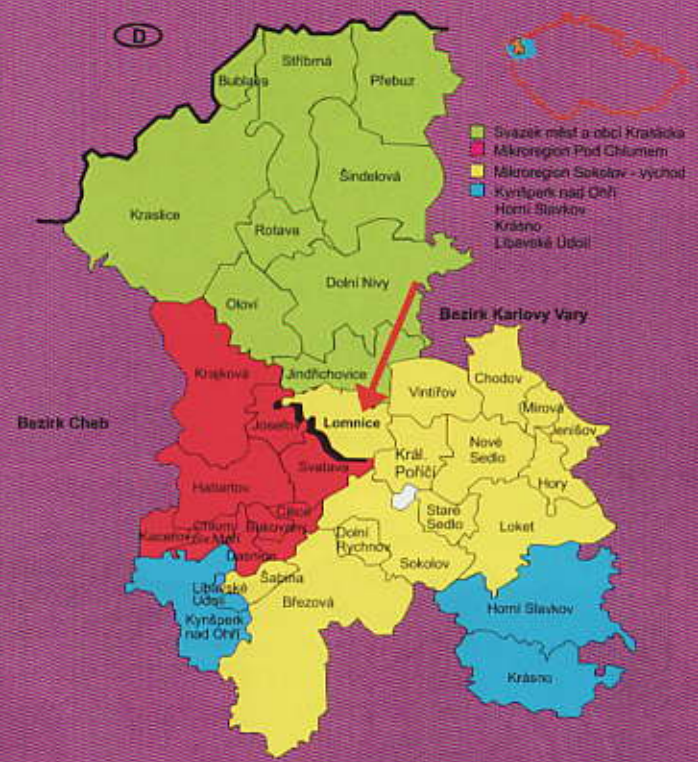 D
Stříbrná
Bublava
Přebuz
Svazek měst a obcí Kraslicka
Mikroregion Pod Chlumem
Mikroregion Sokolov - východ
Kynšperk nad Ohří
Horní Slavkov
Krásno
Libavské Údolí
Šindelová
Kraslice
Rotava
Dolní Nivy
Oloví
Bezirk Karlovy Vary
Krajková
Jindřichovice
Vintířov
Chodov
Mírová
Jenišov
Bezirk Cheb
Josefov
Lomnice
Král.
Poříčí
Nové
Sedlo
Svatava
Habartov
Hory
Staré
Sedlo
Loket
Chlum
Sv.Maří
Bukovany
Kaceřov
Dolní
Rychnov
Dasnice
Sokolov
Šabina
Libavské
Údolí
Březová
Horní Slavkov
Kynšperk
nad Ohří
Krásno